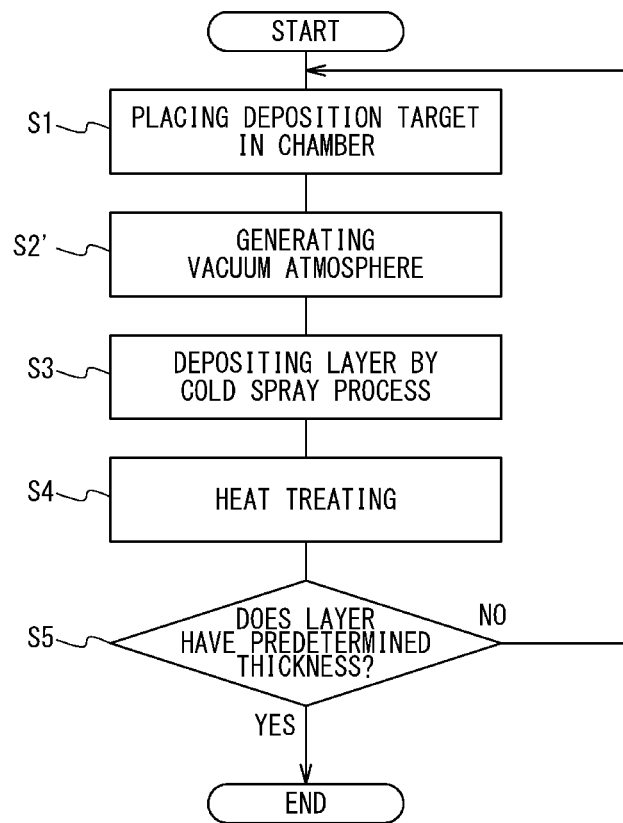 START
S1
PLACING DEPOSITION TARGET
IN CHAMBER
S2'
GENERATING
VACUUM ATMOSPHERE
S3
DEPOSITING LAYER BY
COLD SPRAY PROCESS
S4
HEAT TREATING
S5
DOES LAYER
HAVE PREDETERMINED
THICKNESS?
NO
YES
END